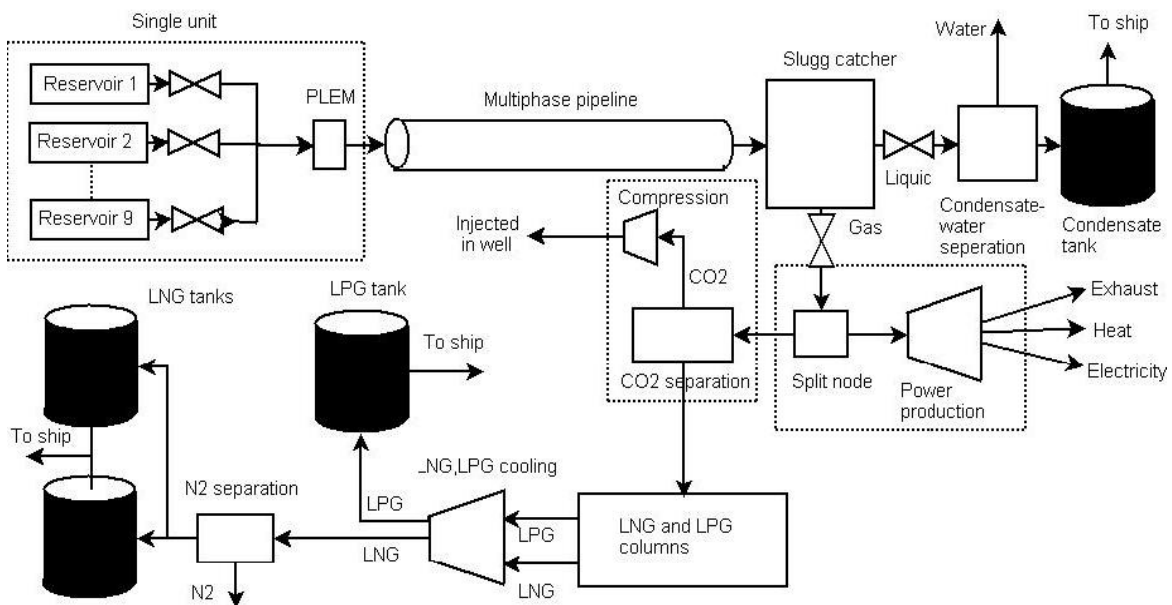 Single unit
Reservoir 1
Reservoir 2
Reservoir 9
PLEM
Multiphase pipeline
Slugg catcher
Water
To ship
Liquic
Condensate-
water seperation
Condensate
tank
Gas
Compression
Injected
in well
CO2
CO2 separation
Split node
Power
production
Exhaust
Heat
Electricity
LNG tanks
LPG tank
To ship
To ship
N2 separation
N2
_NG,LPG cooling
LPG
LNG
LPG
LNG
LNG and LPG
columns